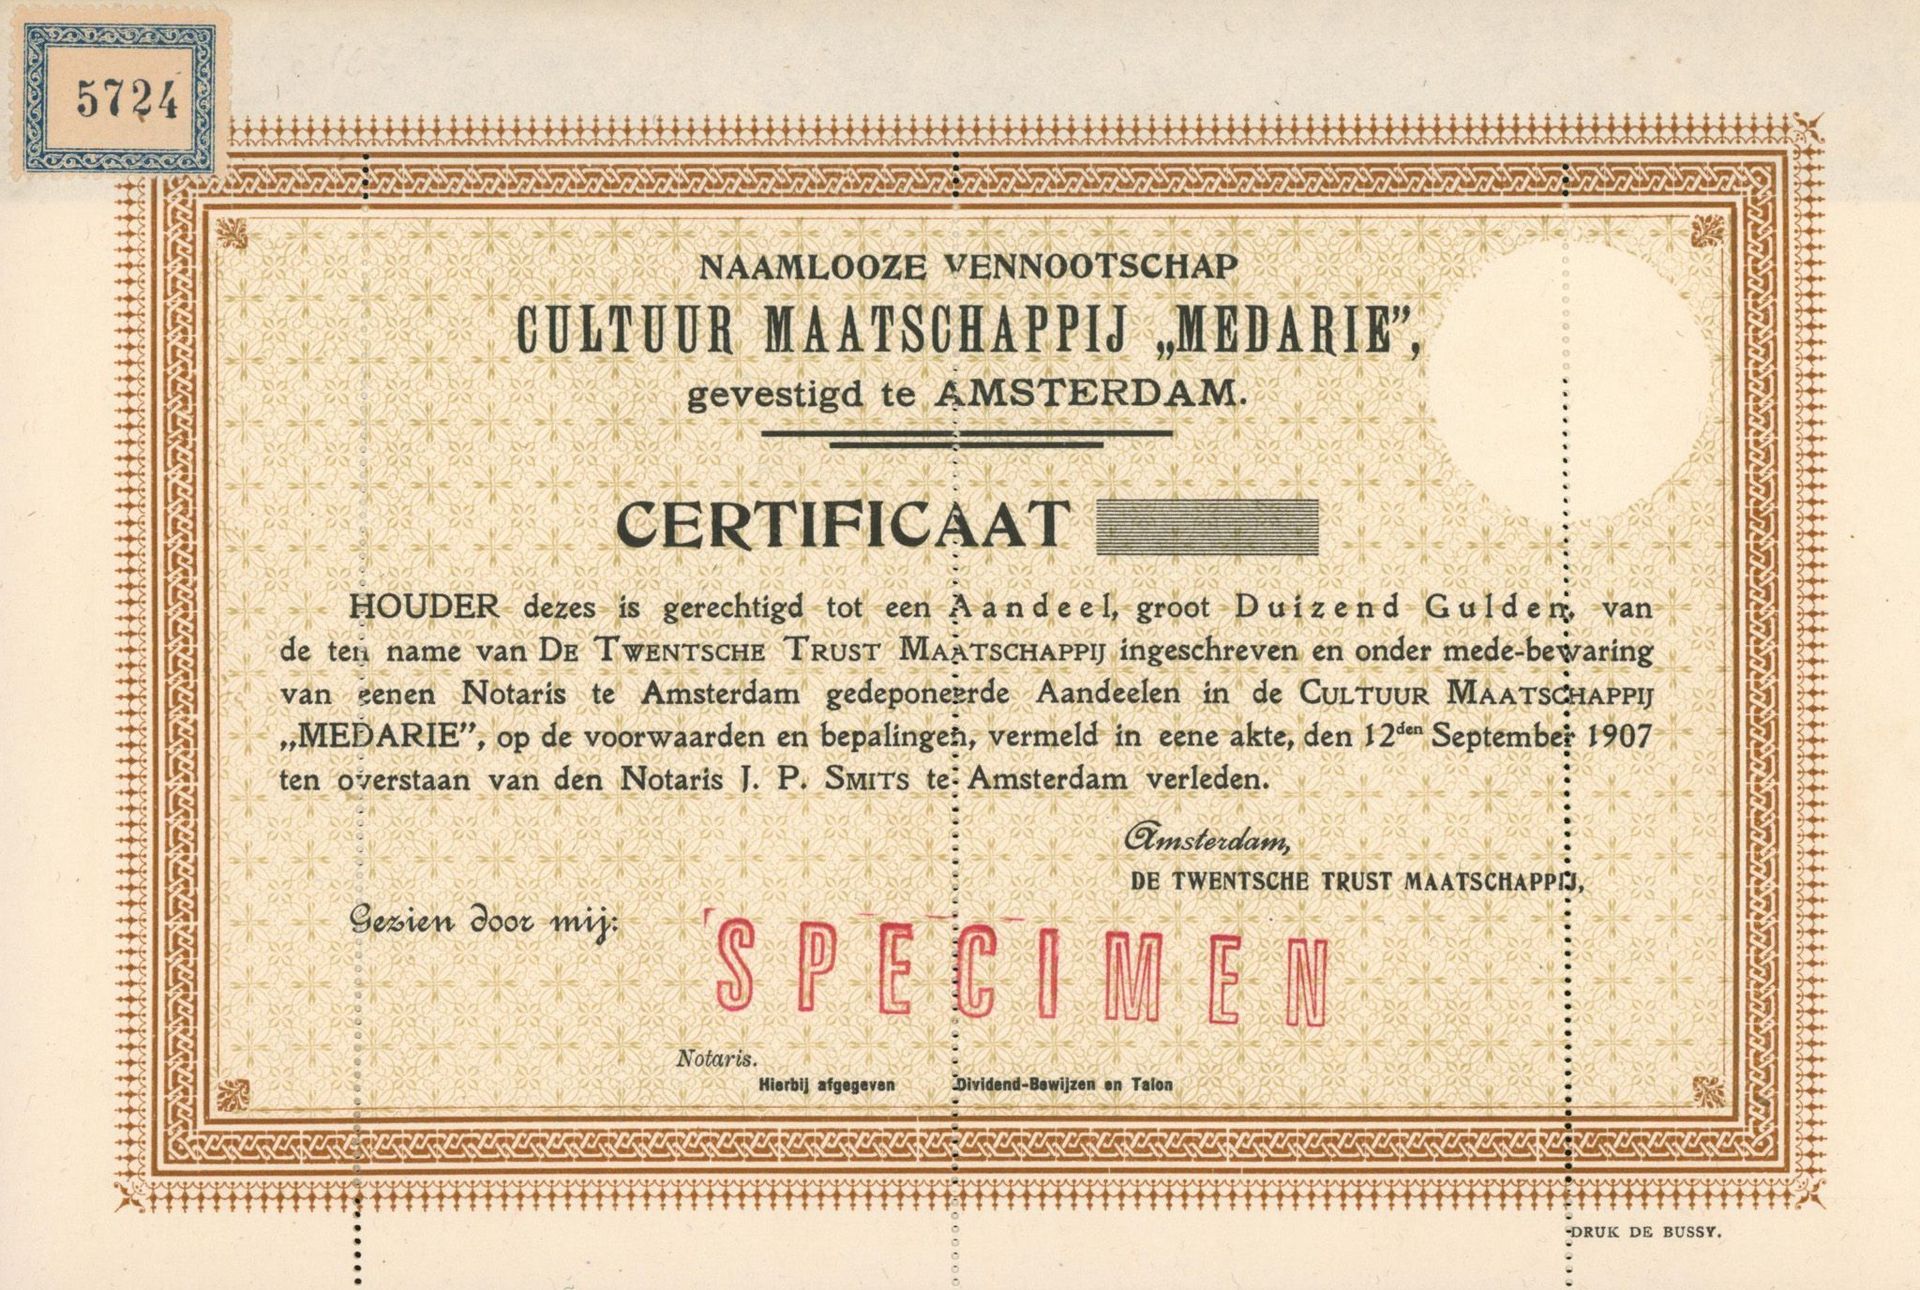 5724
NAAMLOOZE VENNOOTSCHAP
CULTUUR MAATSCHAPPIJ „MEDARIE”,
gevestigd te AMSTERDAM.
CERTIFICAAT
HOUDER dezes is gerechtigd tot een Aandeel, groot Duizend Gulden, van
de ten name van DE TWENTSCHE TRUST MAATSCHAPPIJ ingeschreven en onder mede-bewaring
van eenen Notaris te Amsterdam gedeponeerde Aandeelen in de CULTUUR MAATSCHAPPIJ
„MEDARIE”, op de voorwaarden en bepalingen, vermeld in eene akte, den 12den September 1907
ten overstaan van den Notaris J. P. SMITS te Amsterdam verleden.
Amsterdam,
DE TWENTSCHE TRUST MAATSCHAPPIJ,
Gezien door mij:
SPECIMEN
Notaris.
Hierbij afgegeven Dividend-Bewijzen en Talon
DRUK DE BUSSY.